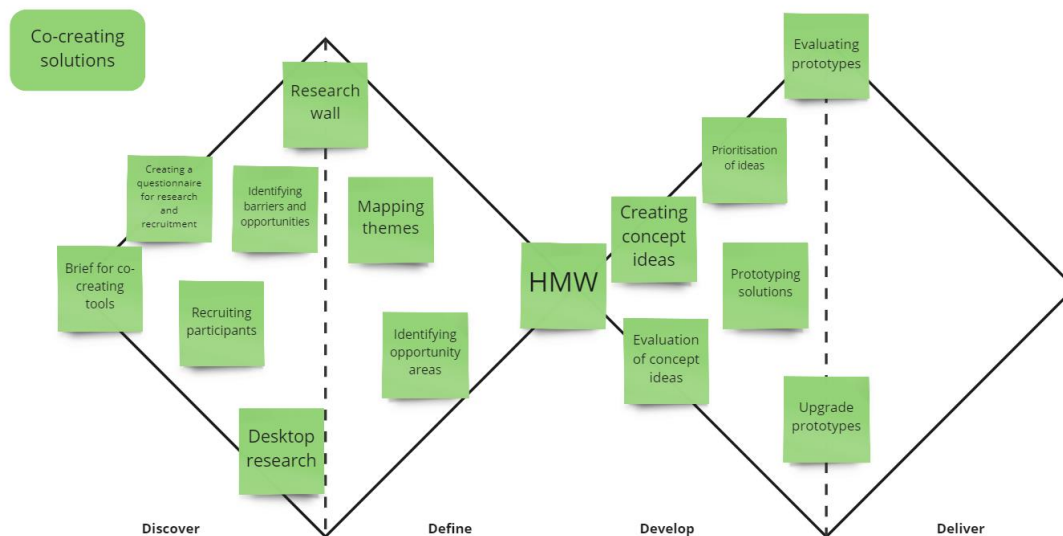 Co-creating
solutions
Research
wall
Creating a
questionnaire
for research
and
recruitment
Identifying
barriers and
opportunities
Mapping
themes
Brief for co-
creating
tools
Recruiting
participants
Identifying
opportunity
areas
Desktop
research
HMW
Evaluating
prototypes
Prioritisation
of ideas
Creating
concept
ideas
Prototyping
solutions
Evaluation
of concept
ideas
Upgrade
prototypes
Discover
Define
Develop
Deliver